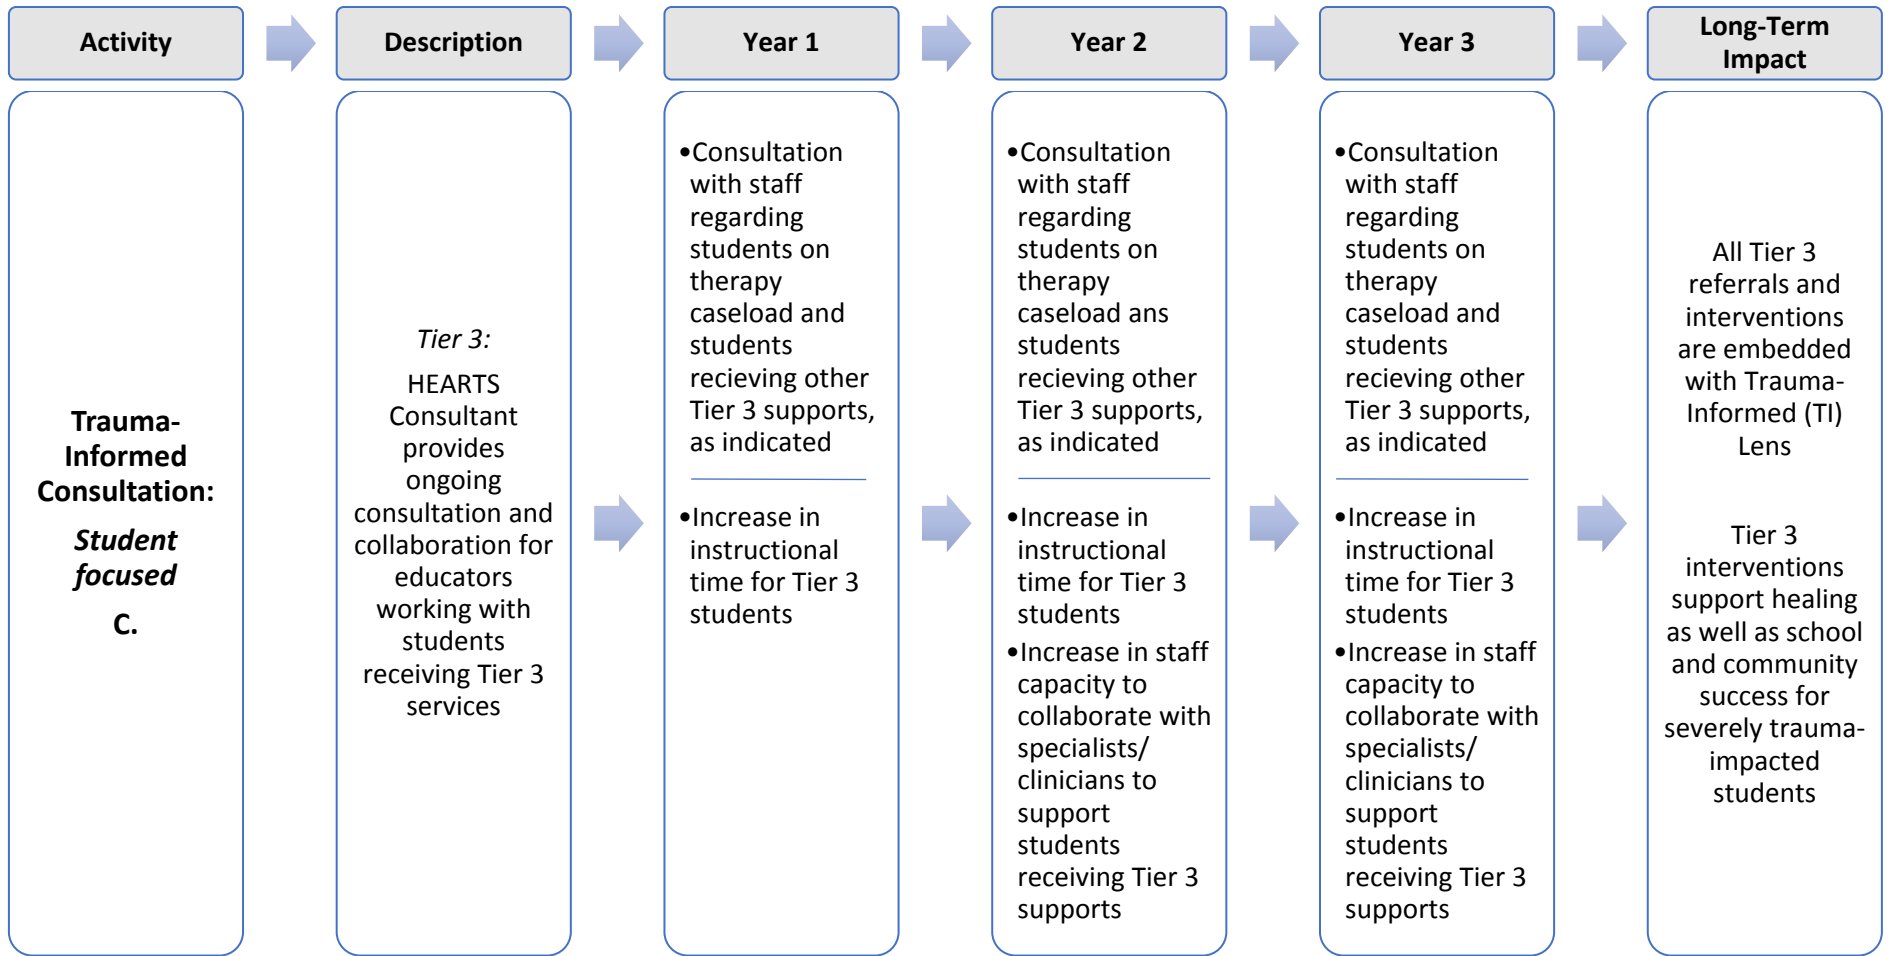 Activity
Description
Year 1
Year 2
Year 3
Long-Term
Impact
Trauma-
Informed
Consultation:
Student
focused
C.
Tier 3:
HEARTS
Consultant
provides
ongoing
consultation and
collaboration for
educators
working with
students
receiving Tier 3
services
•Consultation
with staff
regarding
students on
therapy
caseload and
students
recieving other
Tier 3 supports,
as indicated
•Increase in
instructional
time for Tier 3
students
•Consultation
with staff
regarding
students on
therapy
caseload ans
students
recieving other
Tier 3 supports,
as indicated
•Increase in
instructional
time for Tier 3
students
•Increase in staff
capacity to
collaborate with
specialists/
clinicians to
support
students
receiving Tier 3
supports
•Consultation
with staff
regarding
students on
therapy
caseload and
students
recieving other
Tier 3 supports,
as indicated
•Increase in
instructional
time for Tier 3
students
•Increase in staff
capacity to
collaborate with
specialists/
clinicians to
support
students
receiving Tier 3
supports
All Tier 3
referrals and
interventions
are embedded
with Trauma-
Informed (TI)
Lens
Tier 3
interventions
support healing
as well as school
and community
success for
severely trauma-
impacted
students